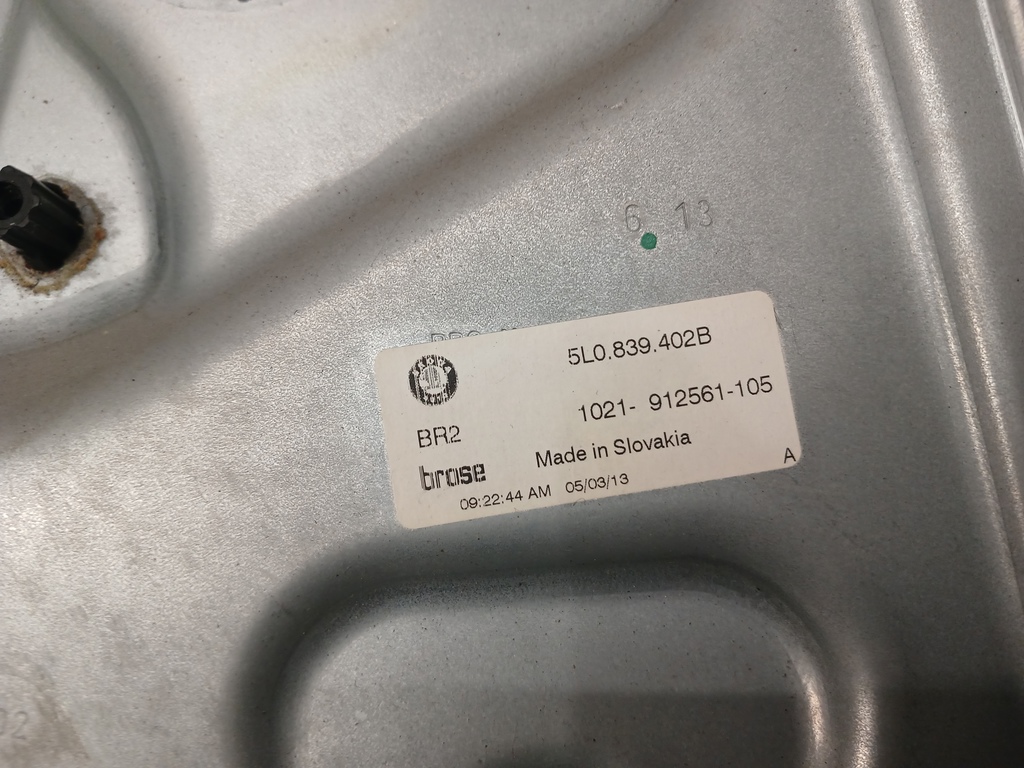 6 13
5L0.839.402B
1021- 912561-105
BR2
Made in Slovakia
brose
A
09:22:44 AM 05/03/13